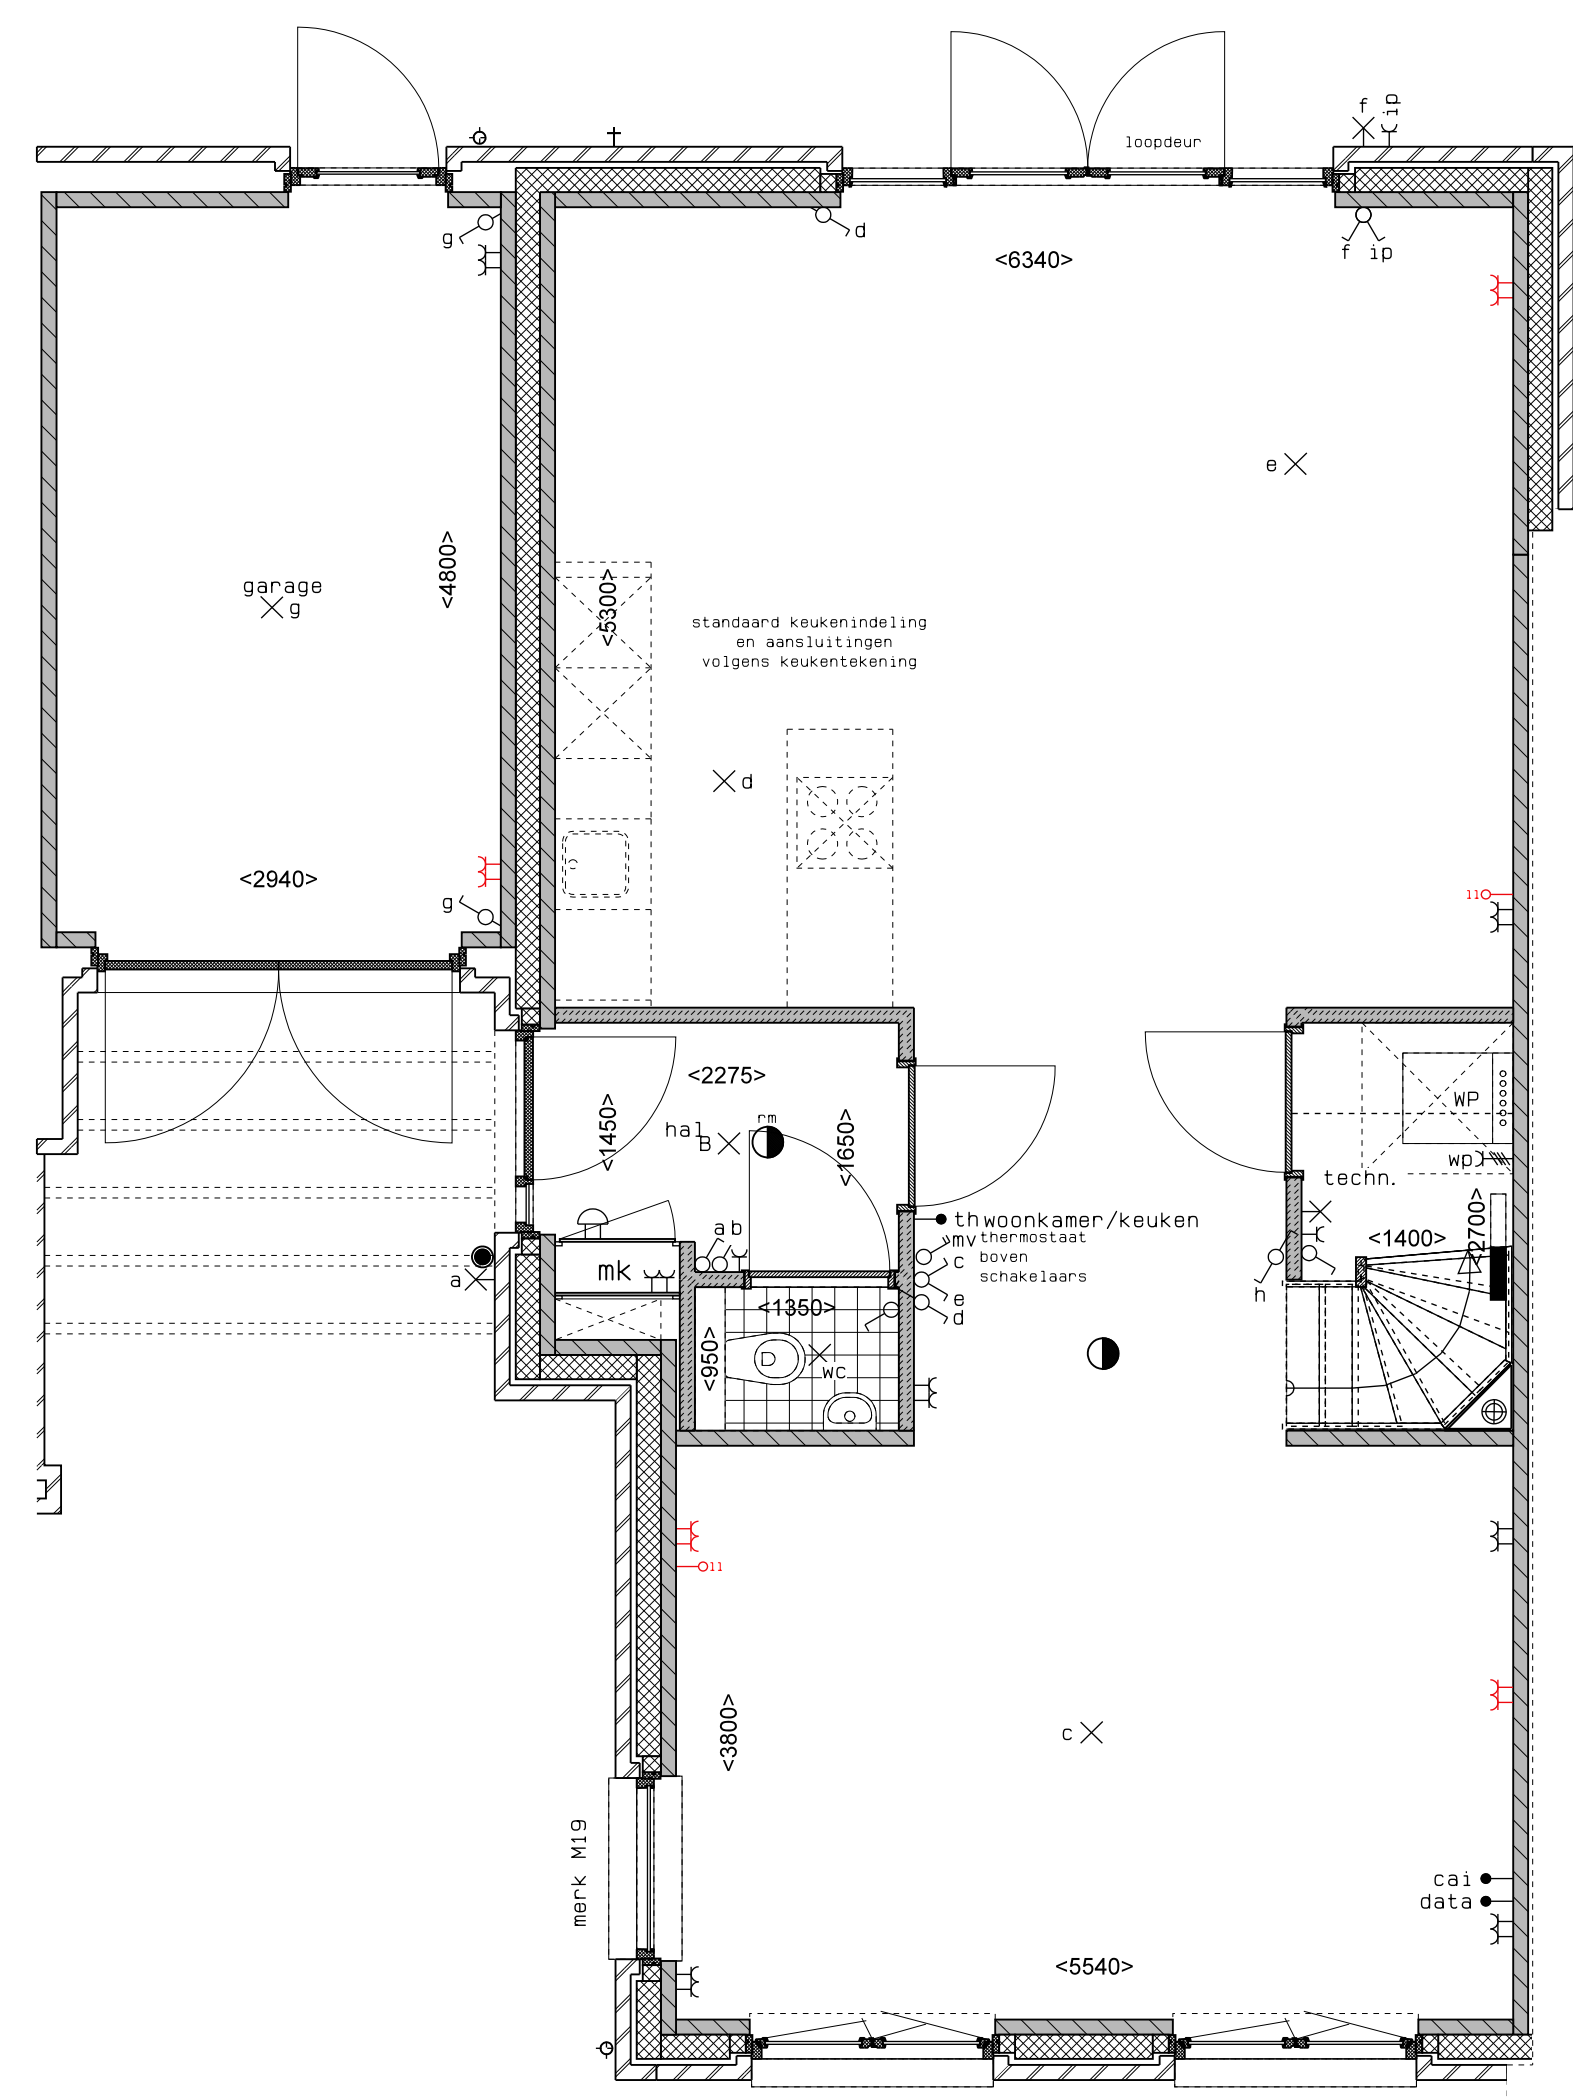 f
ip
loopdeur
g
d
f ip
<6340>
e
<4800>
garage
g
<5300>
standaard keukenindeling
en aansluitingen
volgens keukentekening
d
<2940>
g
11
<2275>
rm
hal
B
<1450>
<1650>
WP
wp
techn.
a b
th
woonkamer/keuken
mv
thermostaat
boven
schakelaars
c
e
d
<1400>
<2700>
a
mk
h
<1350>
<950>
wc
11
<3800>
c
merk M19
cai
data
<5540>